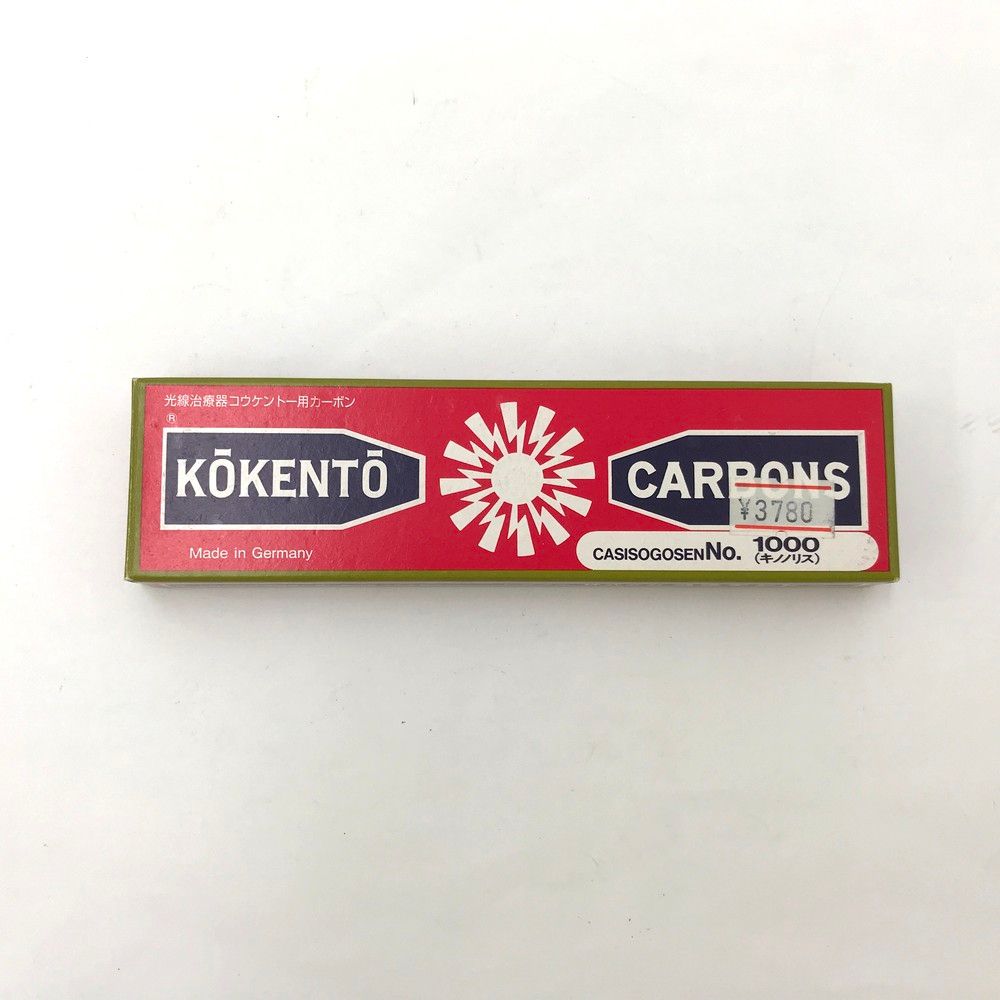 光線治療器コウケントー用カーボン
®
KŌKENTŌ
CARBONS
¥3780
Made in Germany
CASISOGOSEN No. 1000
(キノリス)